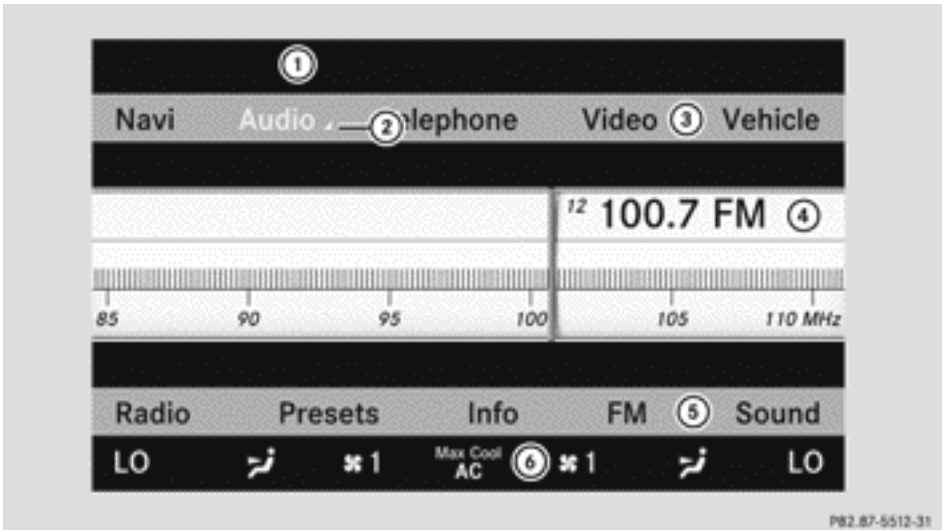 1
Navi Audio 2 elephone Video 3 Vehicle
12 100.7 FM 4
85 90 95 100 105 110 MHz
Radio Presets Info FM 5 Sound
LO 1 Max Cool AC 6 1 LO
P82.87-5512-31